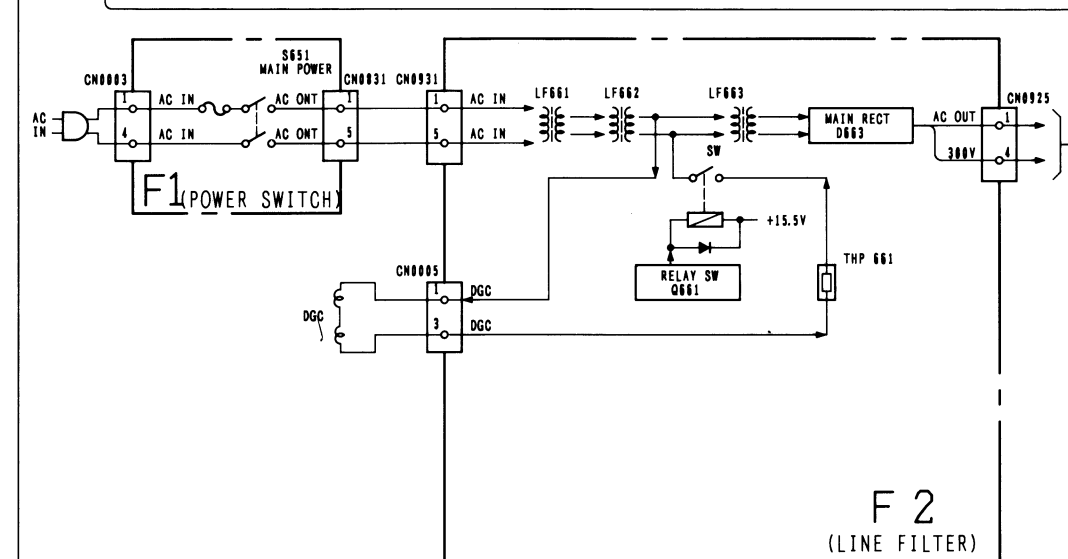 S651
MAIN POWER
CN0003
CN0831
CN0931
AC IN
1
AC IN
AC ONT
1
1
AC IN
4
AC IN
AC ONT
5
5
AC IN
LF661
LF662
LF663
MAIN RECT
D663
AC OUT
CN0925
1
300V
4
F1 (POWER SWITCH)
SW
+15.5V
RELAY SW
Q661
THP 661
CN0005
1
DGC
DGC
3
DGC
F 2
(LINE FILTER)